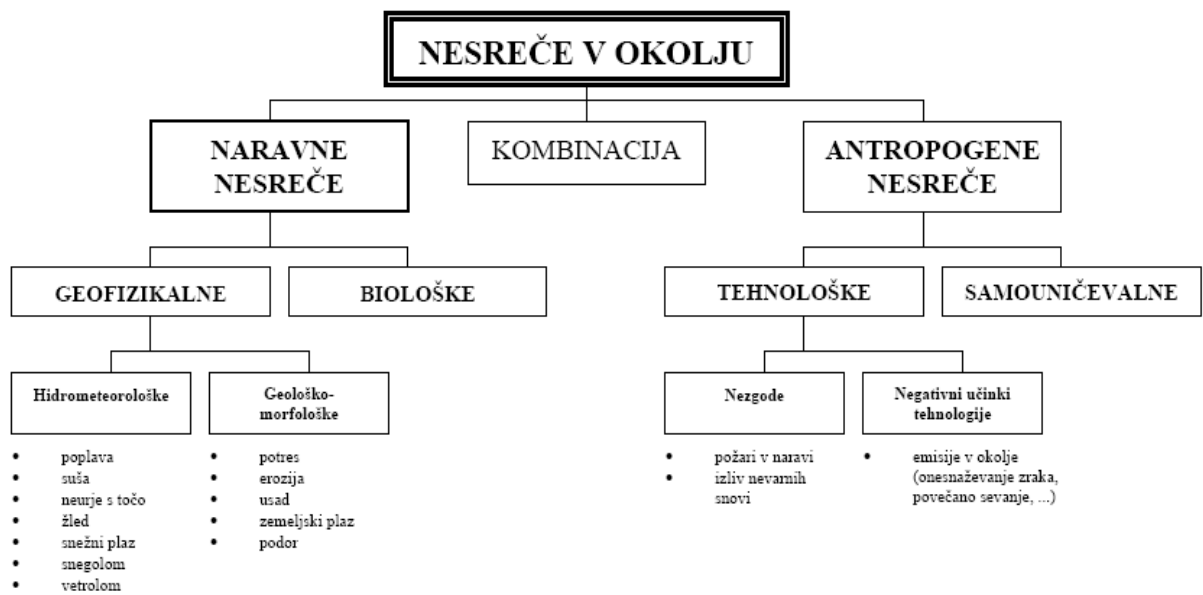 NESREČE V OKOLJU
NARAVNE
NESREČE
KOMBINACIJA
ANTROPOGENE
NESREČE
GEOFIZIKALNE
BIOLOŠKE
TEHNOLOŠKE
SAMOUNIČEVALNE
Hidrometeorološke
Geološko-
morfološke
Nezgode
Negativni učinki
tehnologije
• poplava
• suša
• neurje s točo
• žled
• snežni plaz
• snegolom
• vetrolom
• potres
• erozija
• usad
• zemeljski plaz
• podor
• požari v naravi
• izliv nevarnih
snovi
• emisije v okolje
(onesnaževanje zraka,
povečano sevanje, ...)